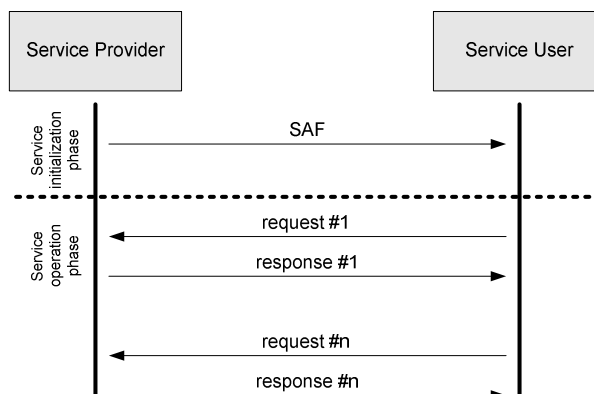 Service Provider
Service User
Service
initialization
phase
SAF
Service
operation
phase
request #1
response #1
request #n
response #n